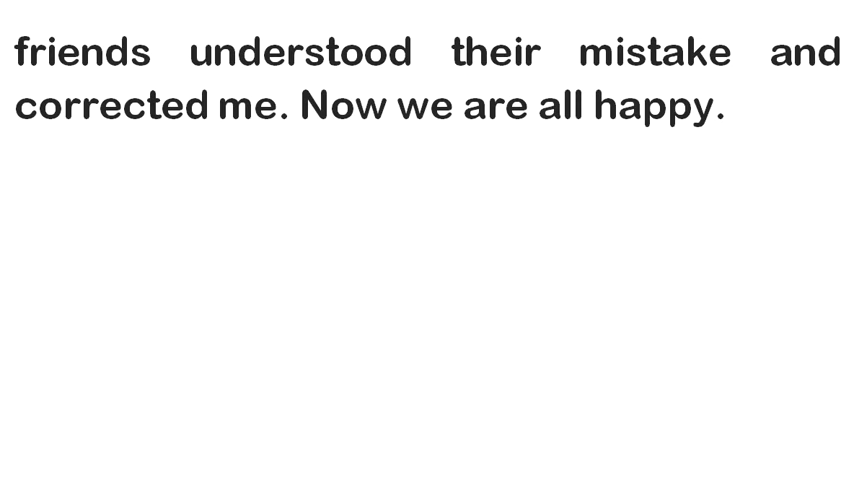 friends understood their mistake and
corrected me. Now we are all happy.